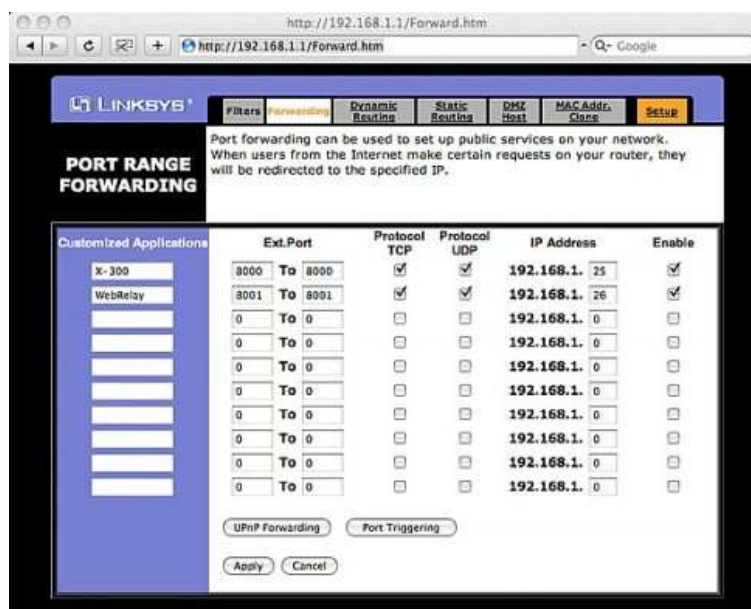 http://192.168.1.1/Forward.htm
http://192.168.1.1/Forward.htm
Google
LINKSYS®
Filters Forwarding Dynamic Routing Static Routing DMZ Host MAC Addr. Clone Setup
PORT RANGE FORWARDING
Port forwarding can be used to set up public services on your network.
When users from the Internet make certain requests on your router, they
will be redirected to the specified IP.
Customized Applications Ext.Port Protocol TCP Protocol UDP IP Address Enable
X-300 8000 To 8000 192.168.1. 25
WebRelay 8001 To 8001 192.168.1. 26
0 To 0 192.168.1. 0
0 To 0 192.168.1. 0
0 To 0 192.168.1. 0
0 To 0 192.168.1. 0
0 To 0 192.168.1. 0
0 To 0 192.168.1. 0
0 To 0 192.168.1. 0
0 To 0 192.168.1. 0
UPnP Forwarding Port Triggering
Apply Cancel